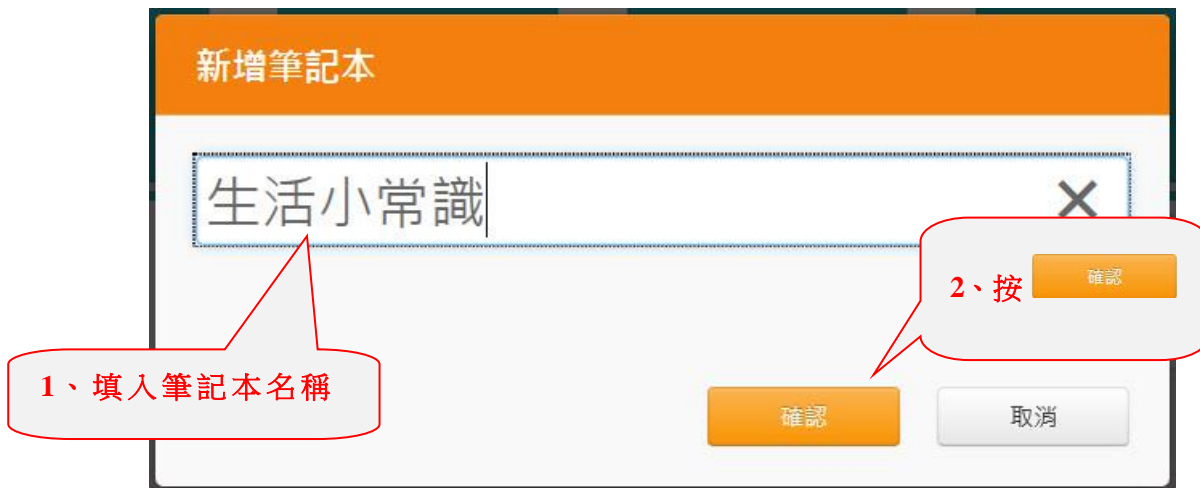 新增筆記本
生活小常識
2、按 確認
1、填入筆記本名稱
確認 取消